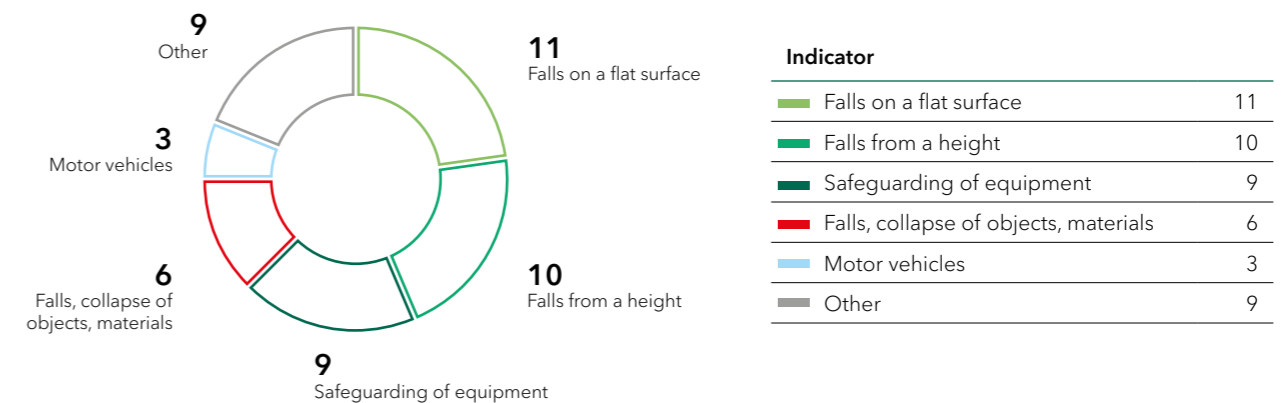 9
Other
11
Falls on a flat surface
3
Motor vehicles
6
Falls, collapse of
objects, materials
10
Falls from a height
9
Safeguarding of equipment
Indicator
Falls on a flat surface 11
Falls from a height 10
Safeguarding of equipment 9
Falls, collapse of objects, materials 6
Motor vehicles 3
Other 9